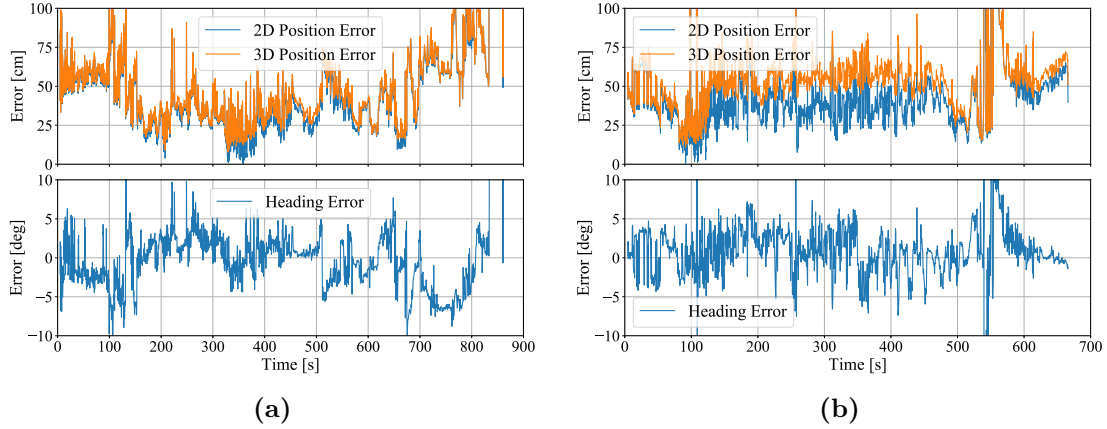 100
75
50
25
0
Error [cm]
2D Position Error
3D Position Error
10
5
0
−5
−10
Error [deg]
Heading Error
0 100 200 300 400 500 600 700 800 900
Time [s]
(a)
100
75
50
25
0
Error [cm]
2D Position Error
3D Position Error
10
5
0
−5
−10
Error [deg]
Heading Error
0 100 200 300 400 500 600 700
Time [s]
(b)